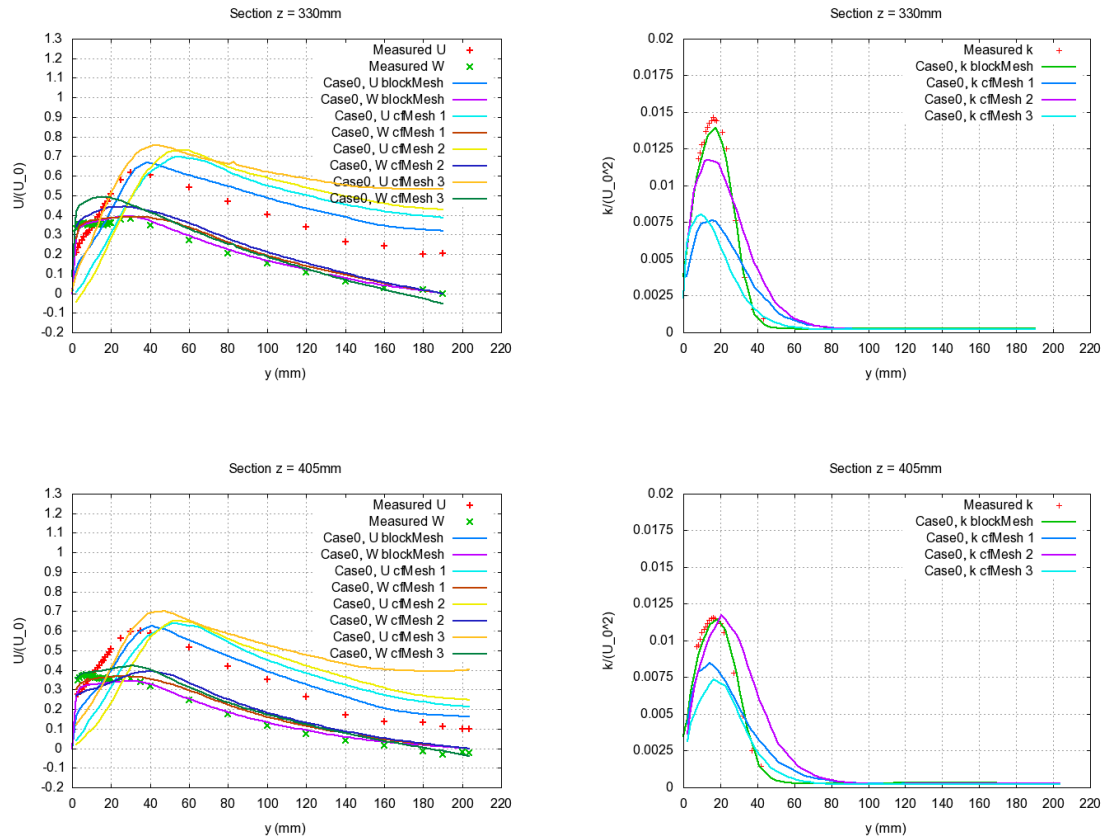 Section z = 330mm
U/(U_0)
1.3
1.2
1.1
1
0.9
0.8
0.7
0.6
0.5
0.4
0.3
0.2
0.1
0
-0.1
-0.2
Measured U
Measured W
Case0, U blockMesh
Case0, W blockMesh
Case0, U cfMesh 1
Case0, W cfMesh 1
Case0, U cfMesh 2
Case0, W cfMesh 2
Case0, U cfMesh 3
Case0, W cfMesh 3
0 20 40 60 80 100 120 140 160 180 200 220
y (mm)
Section z = 330mm
k/(U_0^2)
0.02
0.0175
0.015
0.0125
0.01
0.0075
0.005
0.0025
0
Measured k
Case0, k blockMesh
Case0, k cfMesh 1
Case0, k cfMesh 2
Case0, k cfMesh 3
0 20 40 60 80 100 120 140 160 180 200 220
y (mm)
Section z = 405mm
U/(U_0)
1.3
1.2
1.1
1
0.9
0.8
0.7
0.6
0.5
0.4
0.3
0.2
0.1
0
-0.1
-0.2
Measured U
Measured W
Case0, U blockMesh
Case0, W blockMesh
Case0, U cfMesh 1
Case0, W cfMesh 1
Case0, U cfMesh 2
Case0, W cfMesh 2
Case0, U cfMesh 3
Case0, W cfMesh 3
0 20 40 60 80 100 120 140 160 180 200 220
y (mm)
Section z = 405mm
k/(U_0^2)
0.02
0.0175
0.015
0.0125
0.01
0.0075
0.005
0.0025
0
Measured k
Case0, k blockMesh
Case0, k cfMesh 1
Case0, k cfMesh 2
Case0, k cfMesh 3
0 20 40 60 80 100 120 140 160 180 200 220
y (mm)